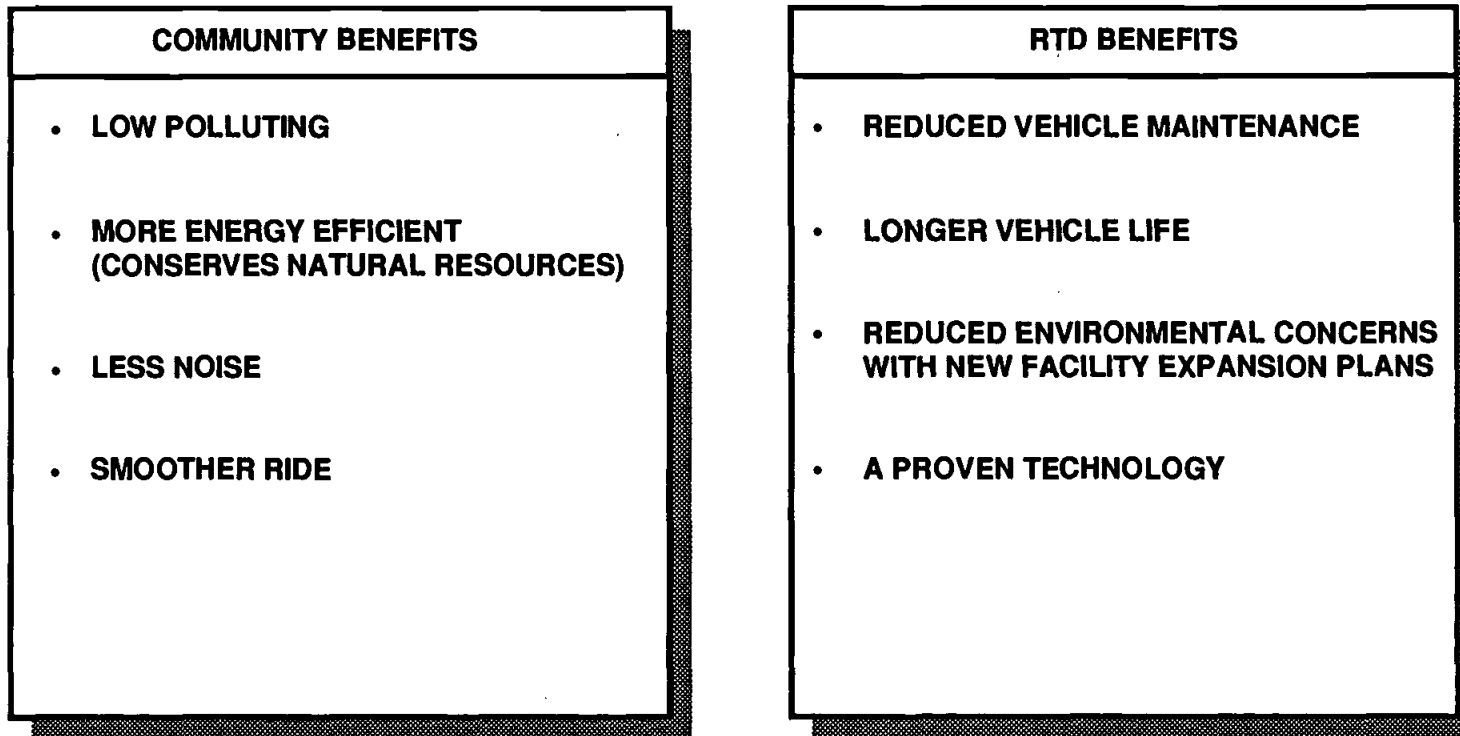 COMMUNITY BENEFITS
• LOW POLLUTING
• MORE ENERGY EFFICIENT
(CONSERVES NATURAL RESOURCES)
• LESS NOISE
• SMOOTHER RIDE
RTD BENEFITS
• REDUCED VEHICLE MAINTENANCE
• LONGER VEHICLE LIFE
• REDUCED ENVIRONMENTAL CONCERNS
WITH NEW FACILITY EXPANSION PLANS
• A PROVEN TECHNOLOGY